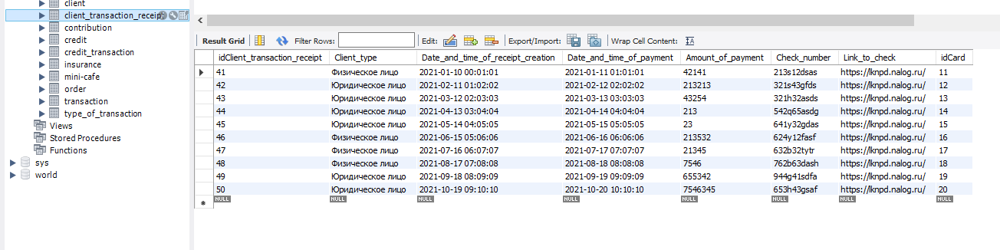 client
client_transaction_receipt
contribution
credit
credit_transaction
insurance
mini-cafe
order
transaction
type_of_transaction
Views
Stored Procedures
Functions
sys
world
Result Grid Filter Rows: Edit: Export/Import: Wrap Cell Content:
idClient_transaction_receipt Client_type Date_and_time_of_receipt_creation Date_and_time_of_payment Amount_of_payment Check_number Link_to_check idCard
41 Физическое лицо 2021-01-10 00:01:01 2021-01-11 01:01:01 42141 213s12dsas https://lknpd.nalog.ru/ 11
42 Юридическое лицо 2021-02-11 01:02:02 2021-02-12 02:02:02 213213 321s43gfds https://lknpd.nalog.ru/ 12
43 Юридическое лицо 2021-03-12 02:03:03 2021-03-13 03:03:03 43254 321h32asds https://lknpd.nalog.ru/ 13
44 Юридическое лицо 2021-04-13 03:04:04 2021-04-14 04:04:04 213 542q65asdg https://lknpd.nalog.ru/ 14
45 Юридическое лицо 2021-05-14 04:05:05 2021-05-15 05:05:05 23 641y32gdas https://lknpd.nalog.ru/ 15
46 Физическое лицо 2021-06-15 05:06:06 2021-06-16 06:06:06 213532 624y12fasf https://lknpd.nalog.ru/ 16
47 Физическое лицо 2021-07-16 06:07:07 2021-07-17 07:07:07 21345 632b32tytr https://lknpd.nalog.ru/ 17
48 Физическое лицо 2021-08-17 07:08:08 2021-08-18 08:08:08 7546 762b63dash https://lknpd.nalog.ru/ 18
49 Юридическое лицо 2021-09-18 08:09:09 2021-09-19 09:09:09 655342 944g41sdfa https://lknpd.nalog.ru/ 19
50 Юридическое лицо 2021-10-19 09:10:10 2021-10-20 10:10:10 7546345 653h43gsaf https://lknpd.nalog.ru/ 20
NULL NULL NULL NULL NULL NULL NULL NULL